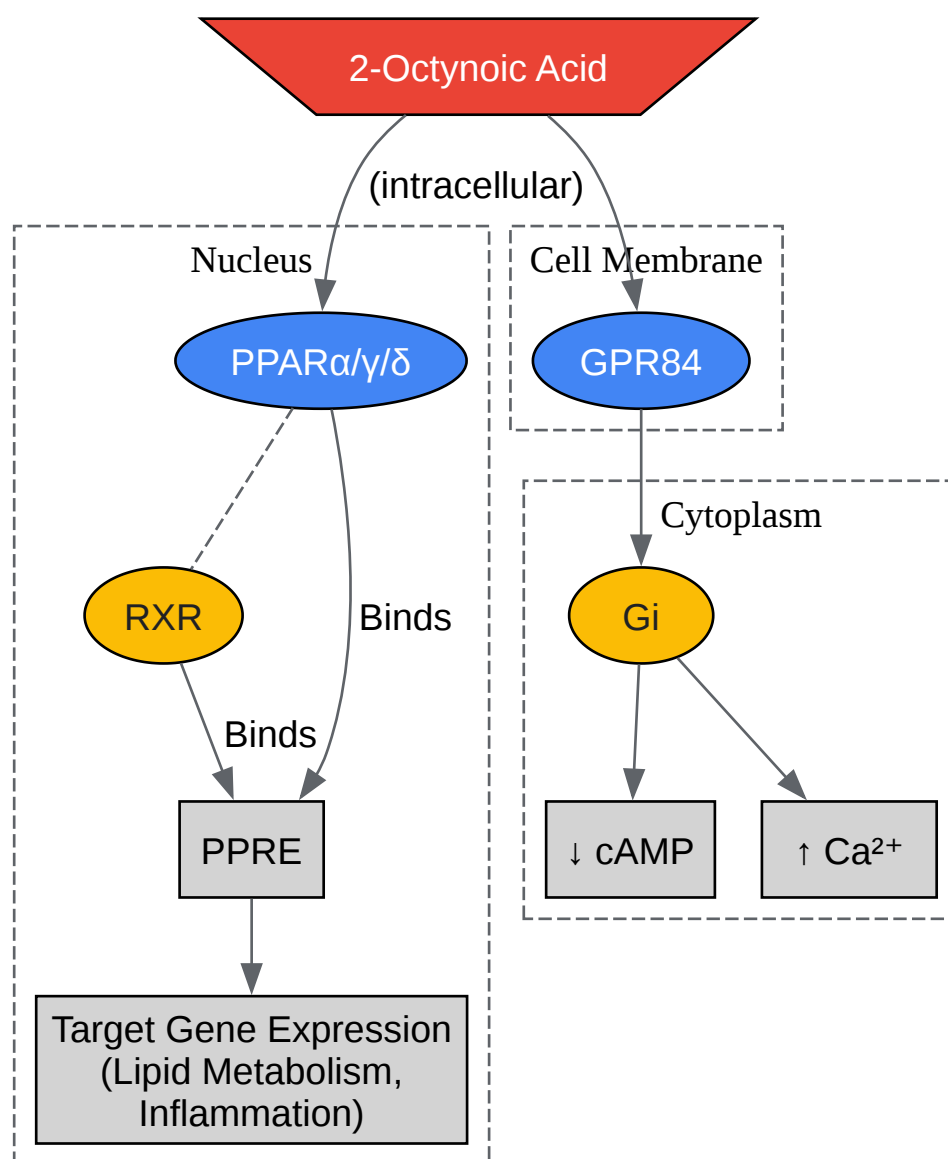 2-Octynoic Acid
(intracellular)
Nucleus
Cell Membrane
PPARα/γ/δ
GPR84
Cytoplasm
RXR
Binds
Gi
Binds
PPRE
↓ cAMP
↑ Ca²⁺
Target Gene Expression
(Lipid Metabolism,
Inflammation)